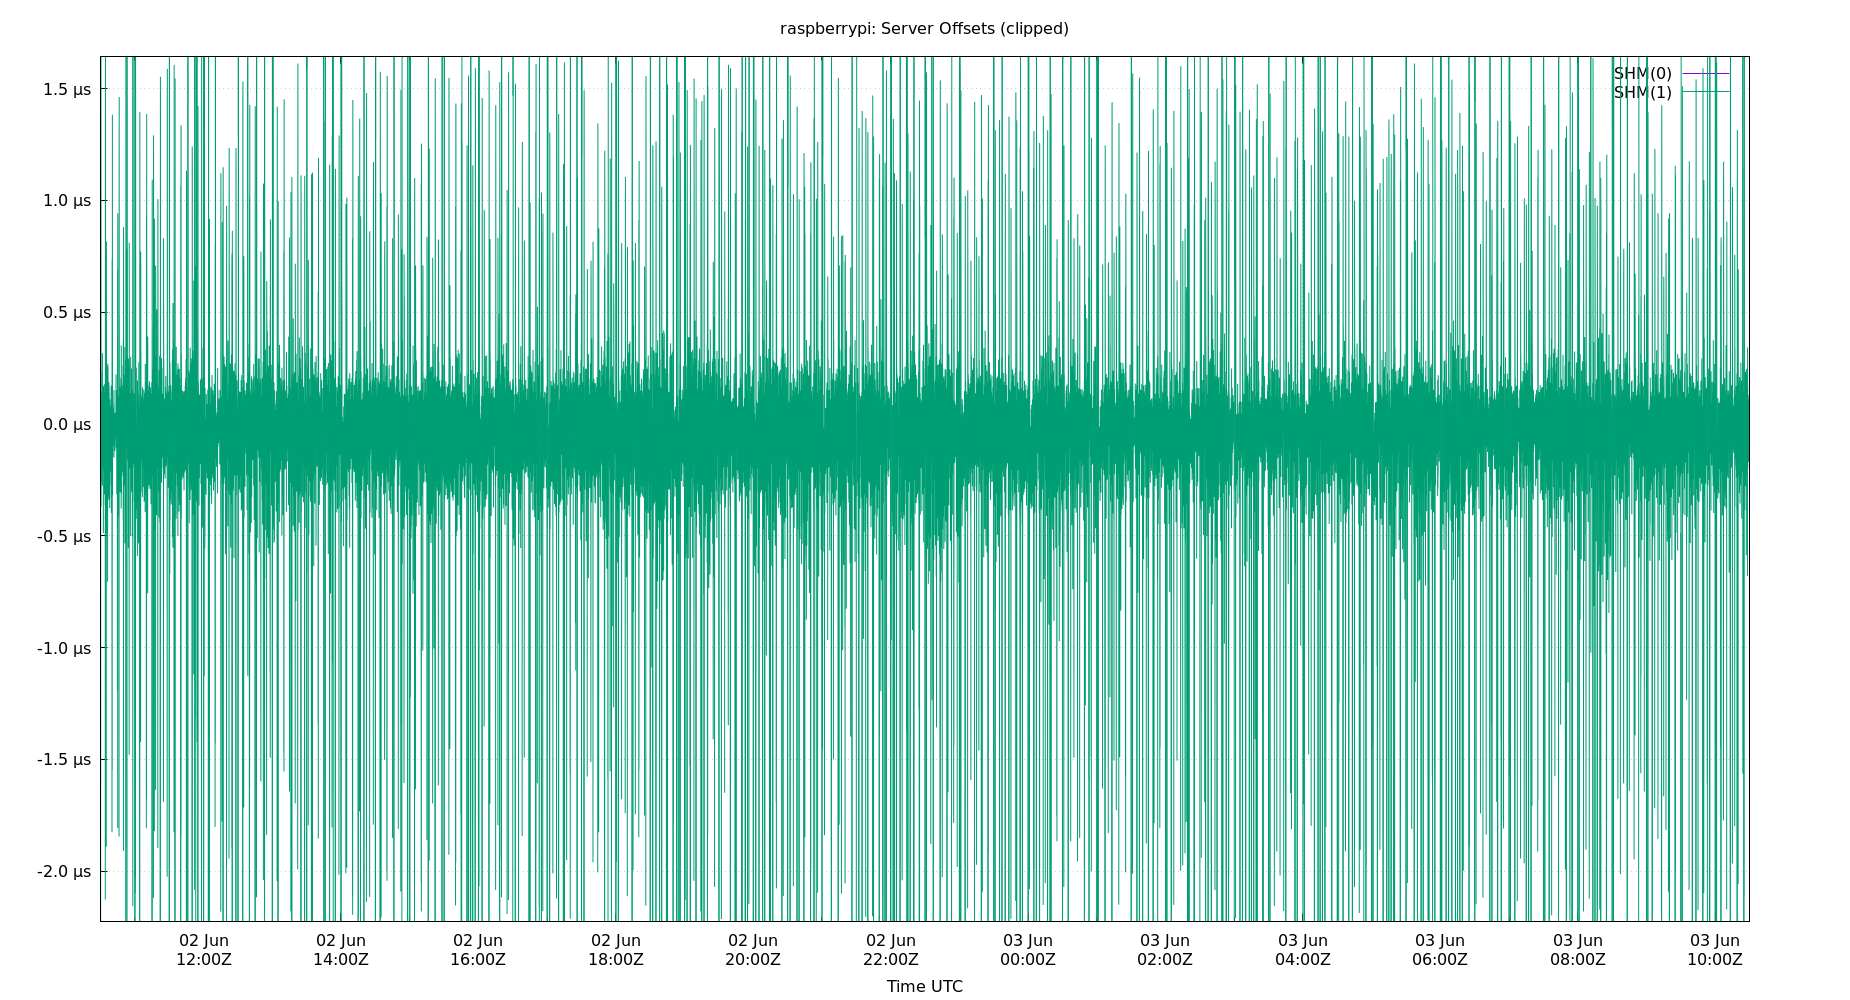 raspberrypi: Server Offsets (clipped)
SHM(0)
SHM(1)
1.5 µs
1.0 µs
0.5 µs
0.0 µs
-0.5 µs
-1.0 µs
-1.5 µs
-2.0 µs
02 Jun 02 Jun 02 Jun 02 Jun 02 Jun 02 Jun 03 Jun 03 Jun 03 Jun 03 Jun 03 Jun 03 Jun
12:00Z 14:00Z 16:00Z 18:00Z 20:00Z 22:00Z 00:00Z 02:00Z 04:00Z 06:00Z 08:00Z 10:00Z
Time UTC